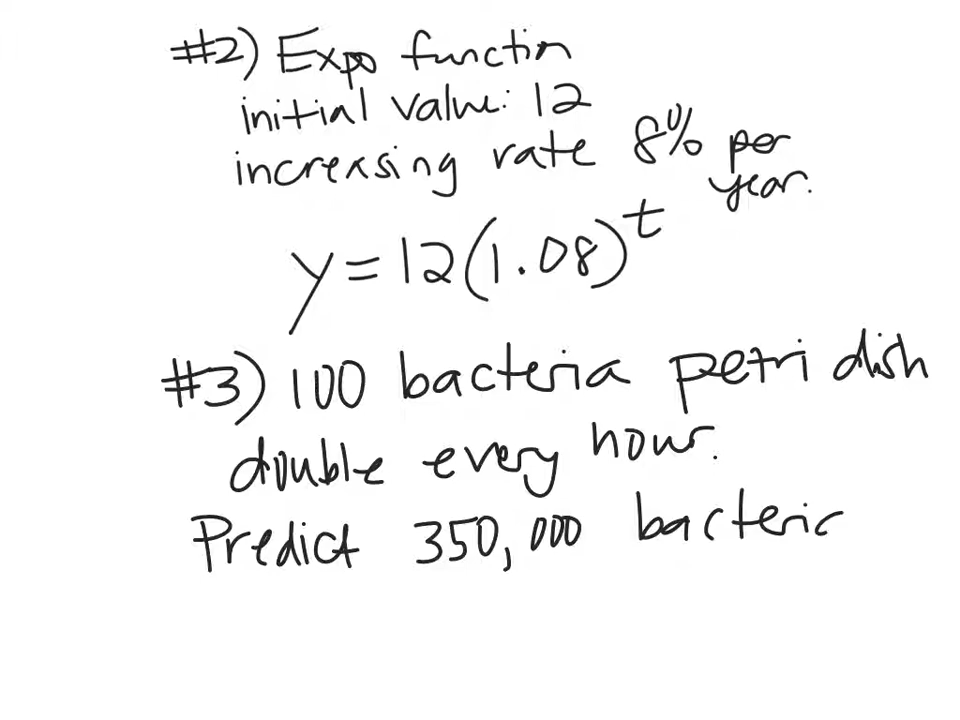 #2) Expo function
initial value: 12
increasing rate 8% per
year.
y = 12(1.08)^t
#3) 100 bacteria petri dish
double every hour.
Predict 350,000 bacteria